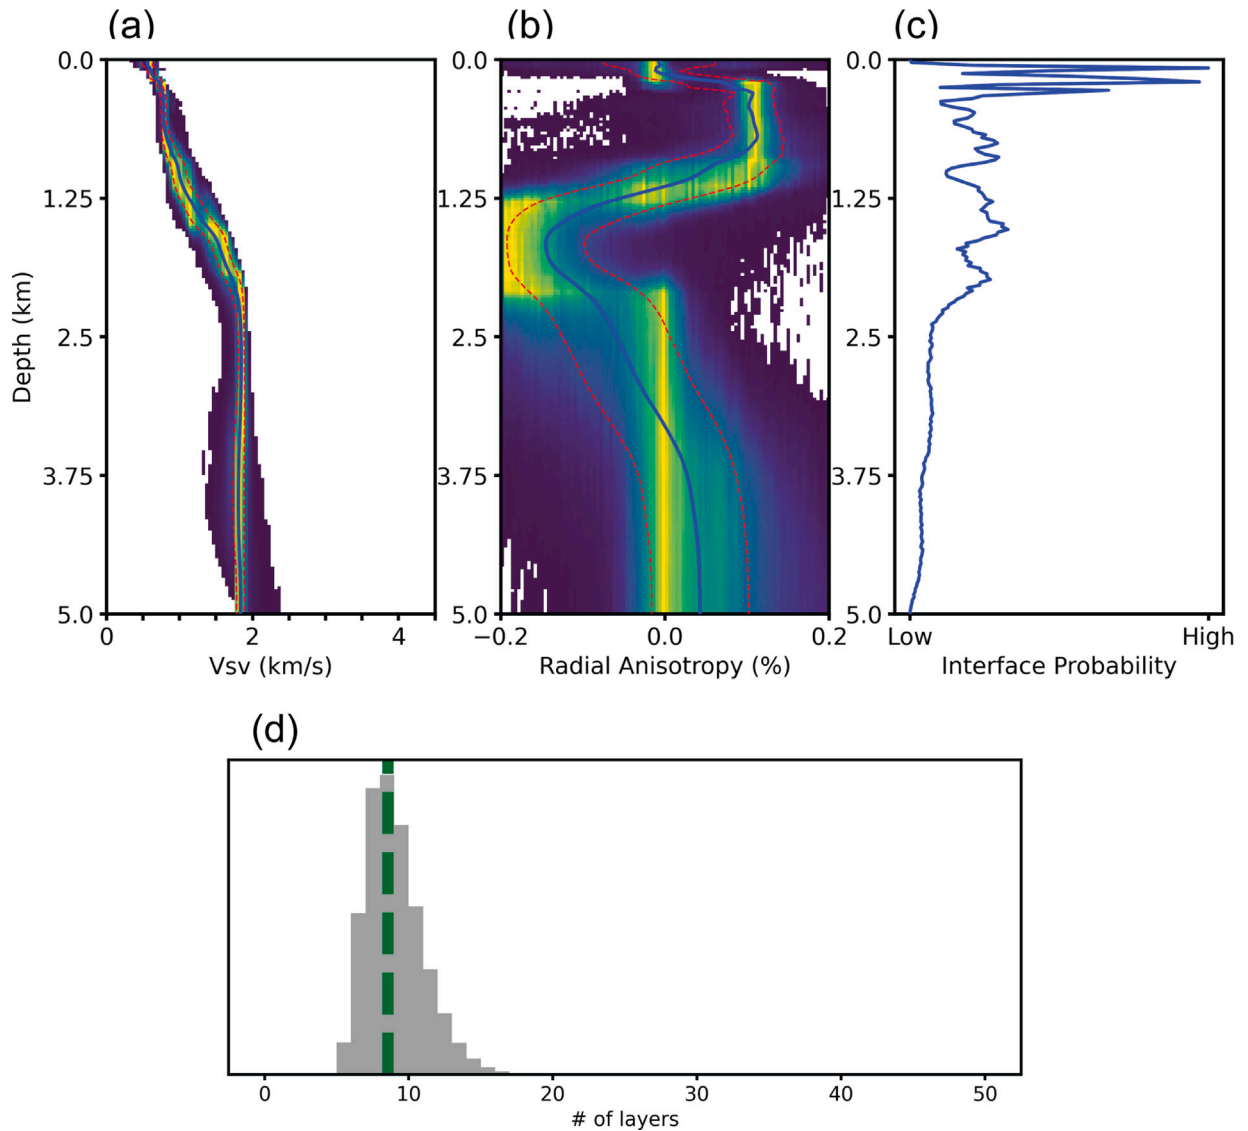 (a) (b) (c)
0.0 0.0 0.0
1.25 1.25 1.25
2.5 2.5 2.5
3.75 3.75 3.75
5.0 5.0 5.0
Depth (km)
0 2 4 −0.2 0.0 0.2 Low High
Vsv (km/s) Radial Anisotropy (%) Interface Probability
(d)
0 10 20 30 40 50
# of layers